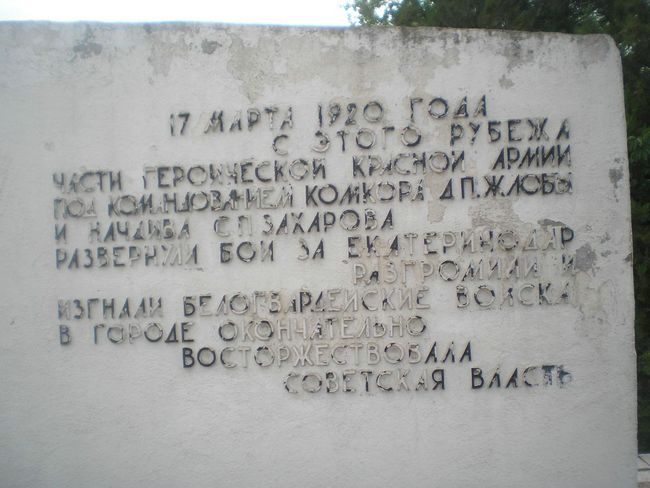 17 МАРТА 1920 ГОДА
С ЭТОГО РУБЕЖА
ЧАСТИ ГЕРОИЧЕСКОЙ КРАСНОЙ АРМИИ
ПОД КОМАНДОВАНИЕМ КОМКОРА Д.П.ЖЛОБЫ
И НАЧДИВА С.П.ЗАХАРОВА
РАЗВЕРНУЛИ БОИ ЗА ЕКАТЕРИНОДАР
РАЗГРОМИЛИ И
ИЗГНАЛИ БЕЛОГВАРДЕЙСКИЕ ВОЙСКА
В ГОРОДЕ ОКОНЧАТЕЛЬНО
ВОСТОРЖЕСТВОВАЛА
СОВЕТСКАЯ ВЛАСТЬ